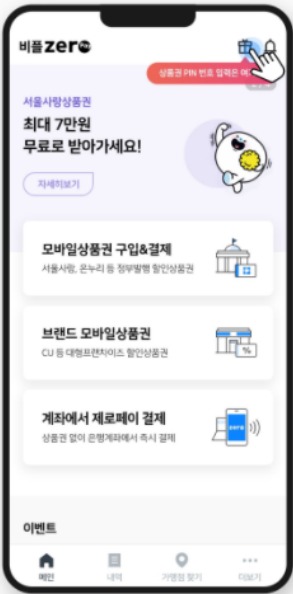 비플zero
상품권 PIN 번호 입력은
서울사랑상품권
최대 7만원
무료로 받아가세요!
자세히보기
모바일상품권 구입&결제
서울사랑, 온누리 등 정부발행 할인상품권
브랜드 모바일상품권
CU 등 대형프랜차이즈 할인상품권
%
계좌에서 제로페이 결제
상품권 없이 은행계좌에서 즉시 결제
zero
이벤트
메인
내역
가맹점 찾기
더보기